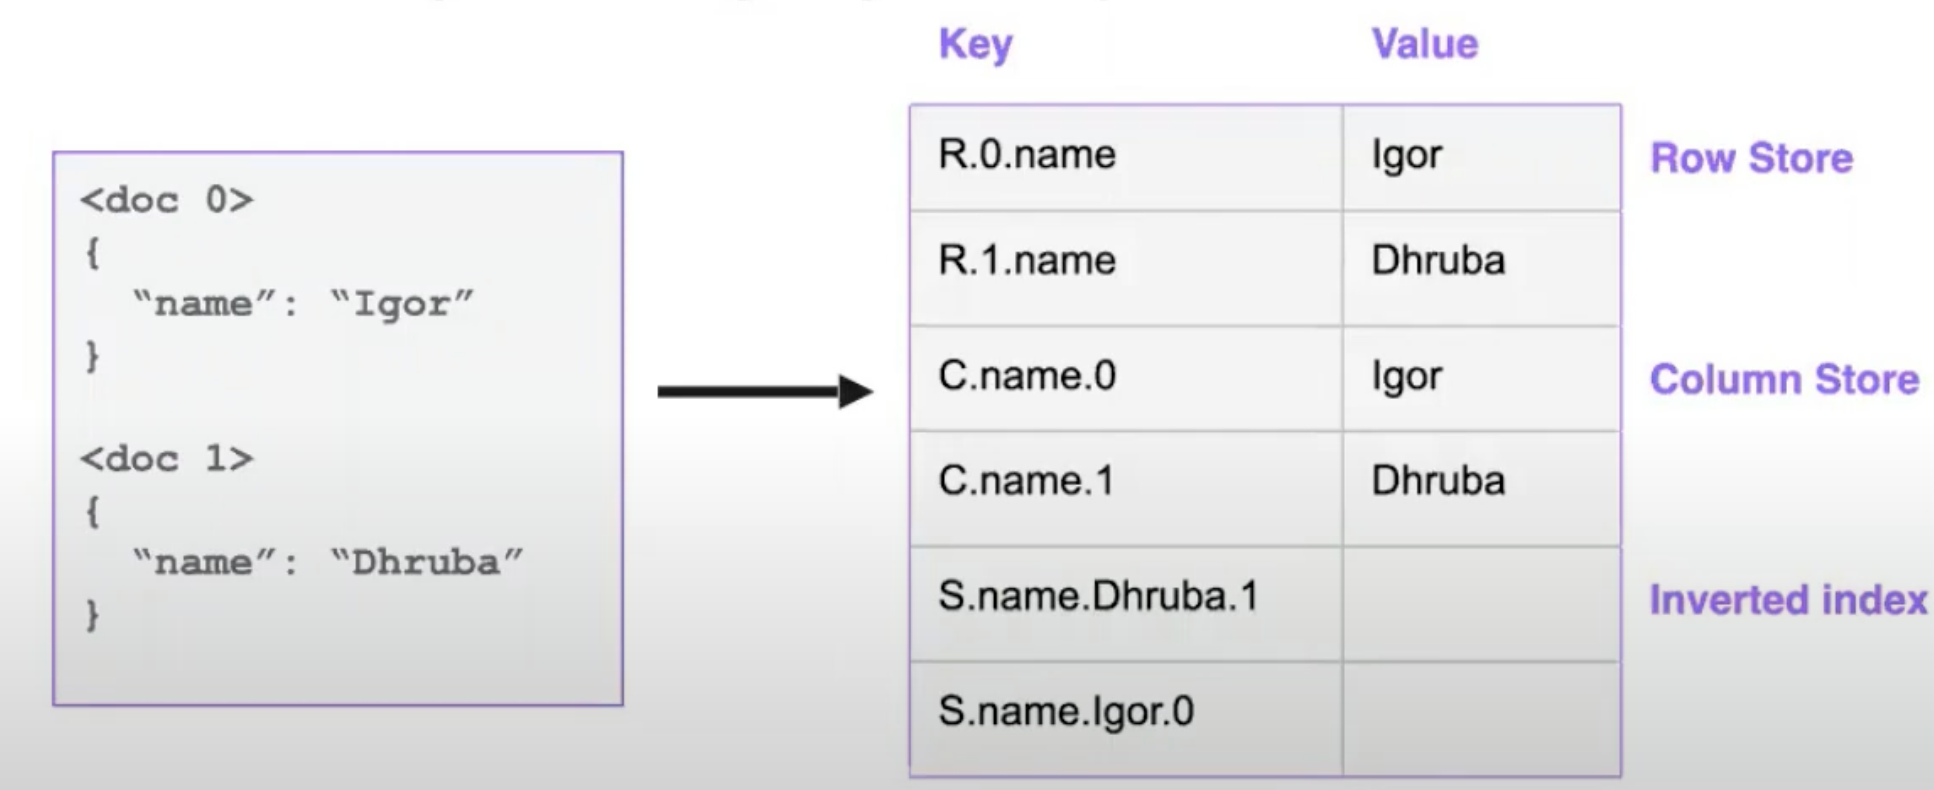 <doc 0>
{
“name”: “Igor”
}
<doc 1>
{
“name”: “Dhruba”
}
Key Value
R.0.name Igor Row Store
R.1.name Dhruba
C.name.0 Igor Column Store
C.name.1 Dhruba
S.name.Dhruba.1 Inverted index
S.name.Igor.0